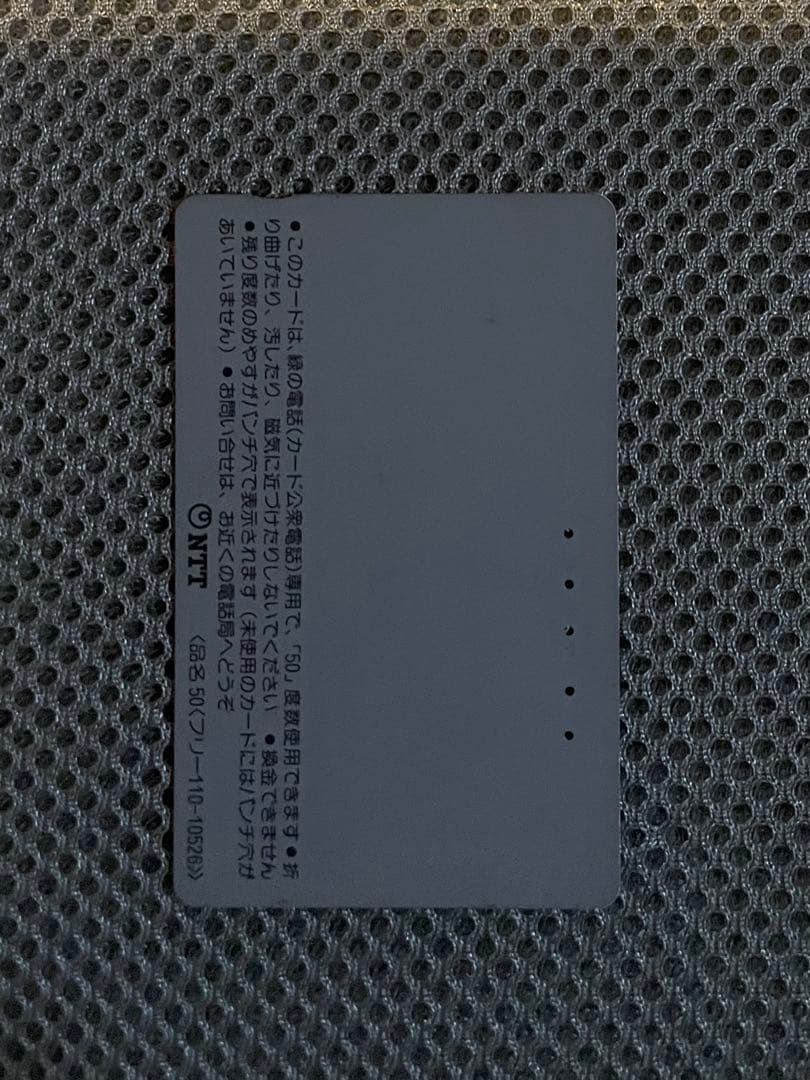 ●このカードは、緑の電話(カード公衆電話)専用で、「50」度数使用できます ●折
り曲げたり、汚したり、磁気に近づけたりしないでください ●換金できません
●残り度数のめやすがパンチ穴で表示されます(未使用のカードにはパンチ穴が
あいていません) ●お問い合せは、お近くの電話局へどうぞ
NTT 〈品名 50〈フリー110-10526〉〉